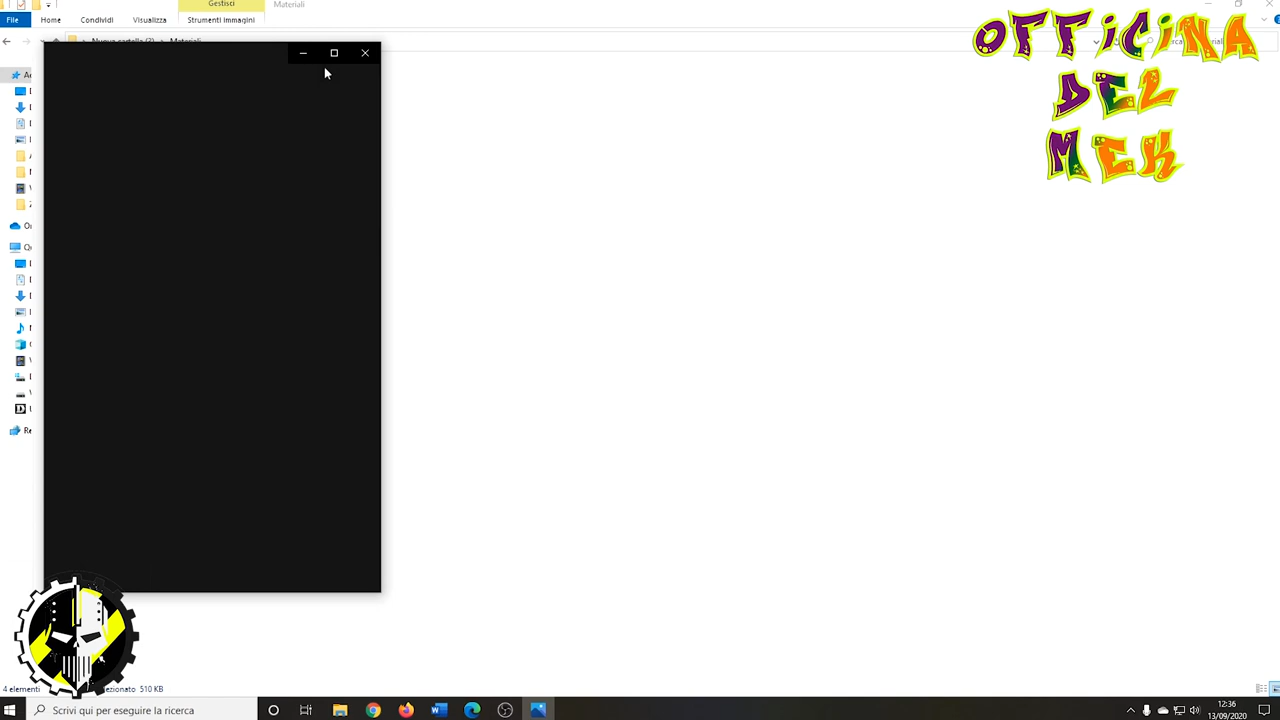 Gestisci
Materiali
File
Home
Condividi
Visualizza
Strumenti immagini
OFFICINA
DEL
MEK
4 elementi
510 KB
Scrivi qui per eseguire la ricerca
12:36
13/09/2020